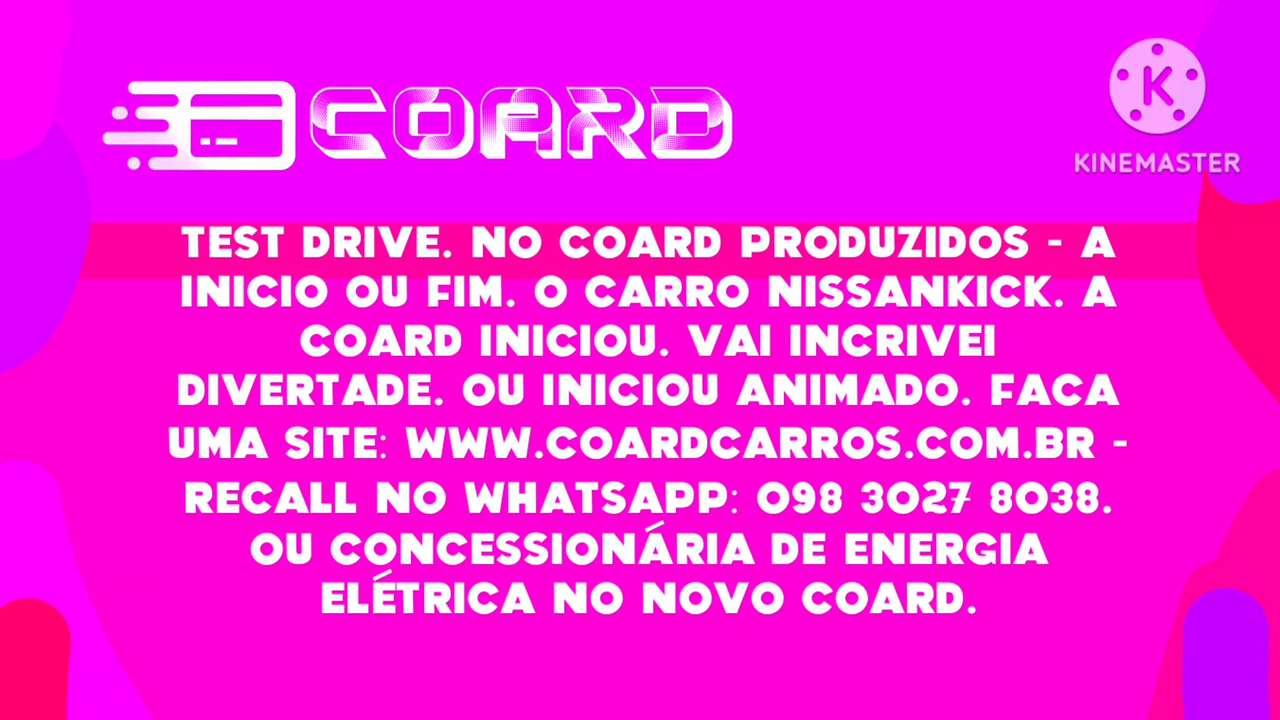 COARD
KINEMASTER
TEST DRIVE. NO COARD PRODUZIDOS - A
INICIO OU FIM. O CARRO NISSANKICK. A
COARD INICIOU. VAI INCRIVEI
DIVERTADE. OU INICIOU ANIMADO. FACA
UMA SITE: WWW.COARDCARROS.COM.BR -
RECALL NO WHATSAPP: 098 3027 8038.
OU CONCESSIONÁRIA DE ENERGIA
ELÉTRICA NO NOVO COARD.